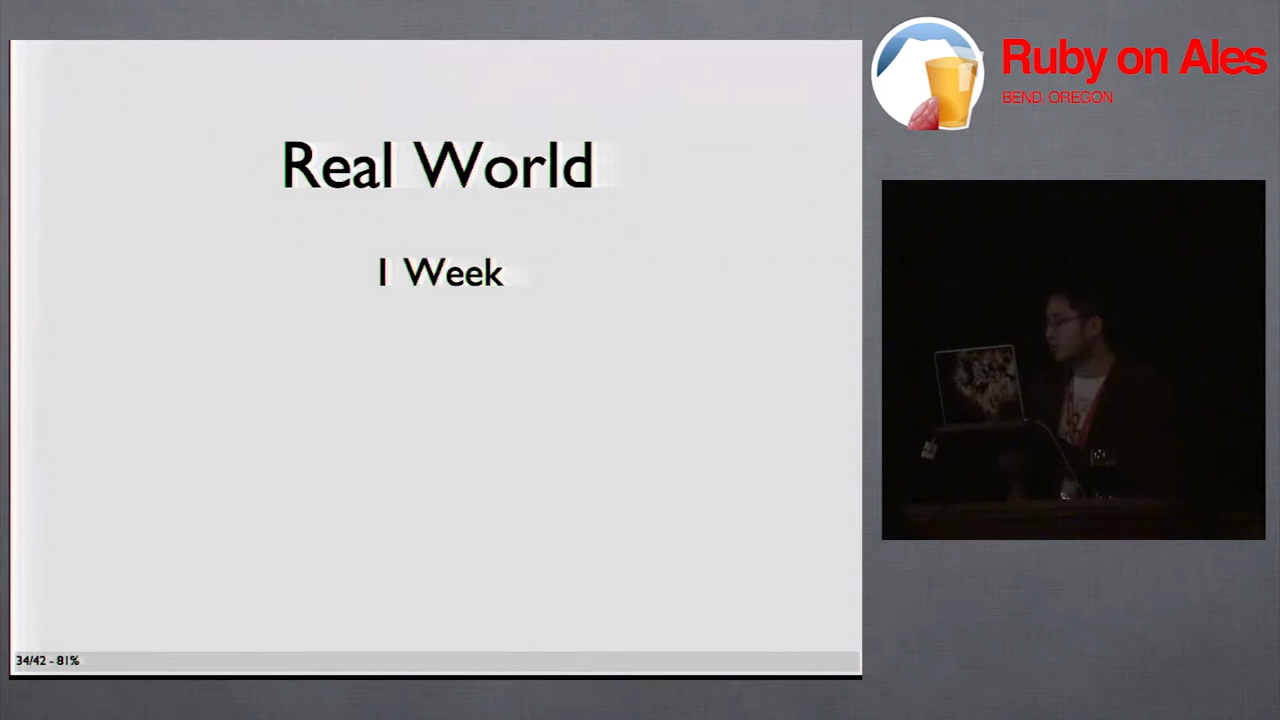 Real World
1 Week
34/42 - 81%
Ruby on Ales
BEND, OREGON